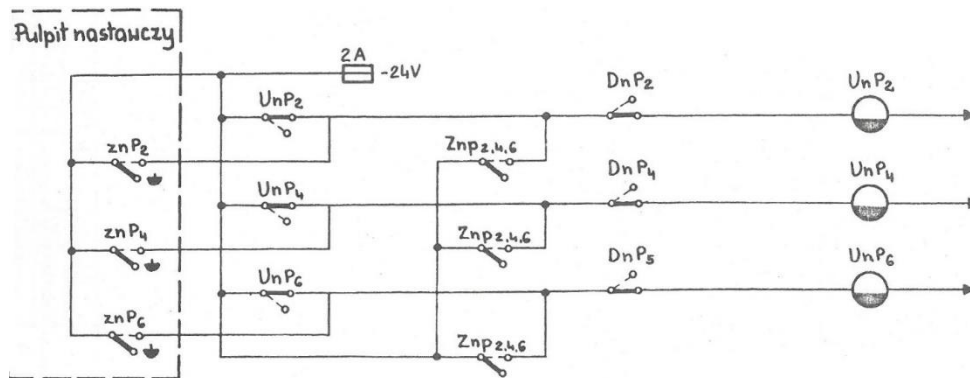 Pulpit nastawczy
2A
-24V
UnP2
DnP2
UnP2
znP2
Znp2,4,6
UnP4
DnP4
UnP4
znP4
Znp2,4,6
UnP6
DnP5
UnP6
znP6
Znp2,4,6